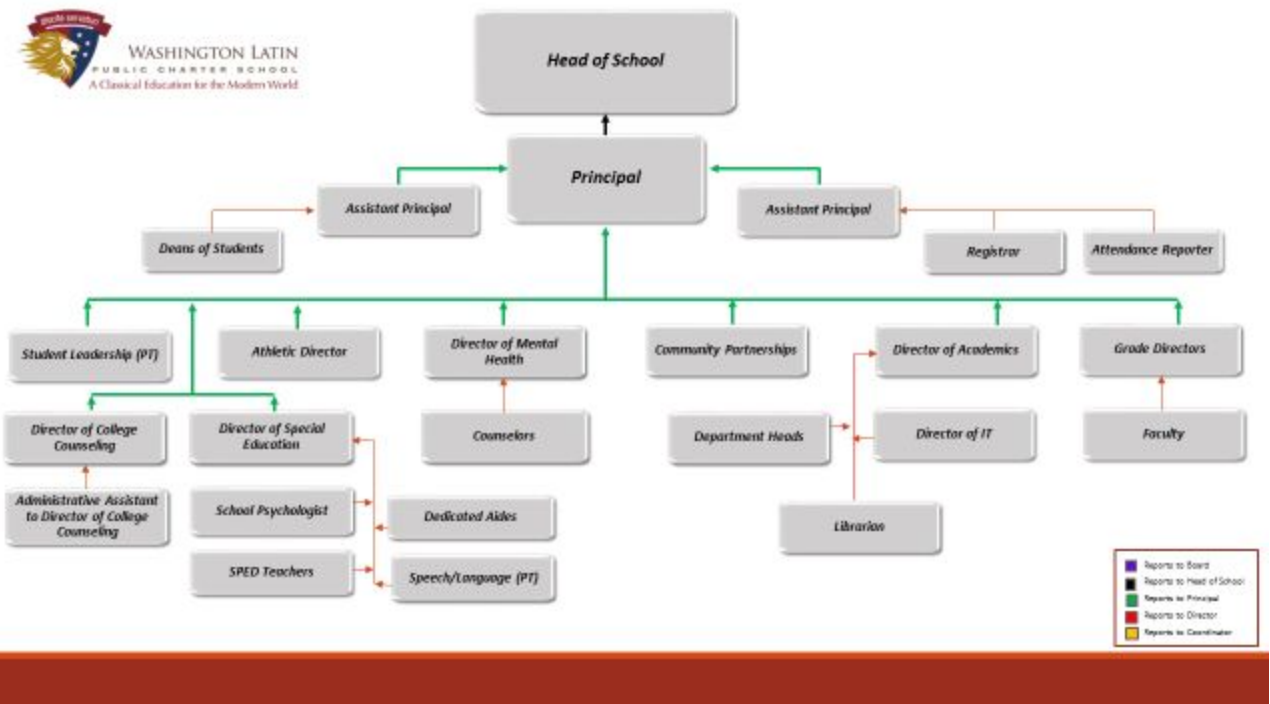 discite servaturi
WASHINGTON LATIN
PUBLIC CHARTER SCHOOL
A Classical Education for the Modern World
Head of School
Principal
Assistant Principal
Assistant Principal
Deans of Students
Registrar
Attendance Reporter
Student Leadership (PT)
Athletic Director
Director of Mental
Health
Community Partnerships
Director of Academics
Grade Directors
Director of College
Counseling
Director of Special
Education
Counselors
Department Heads
Director of IT
Faculty
Administrative Assistant
to Director of College
Counseling
School Psychologist
Dedicated Aides
Librarian
SPED Teachers
Speech/Language (PT)
Reports to Board
Reports to Head of School
Reports to Principal
Reports to Director
Reports to Coordinator